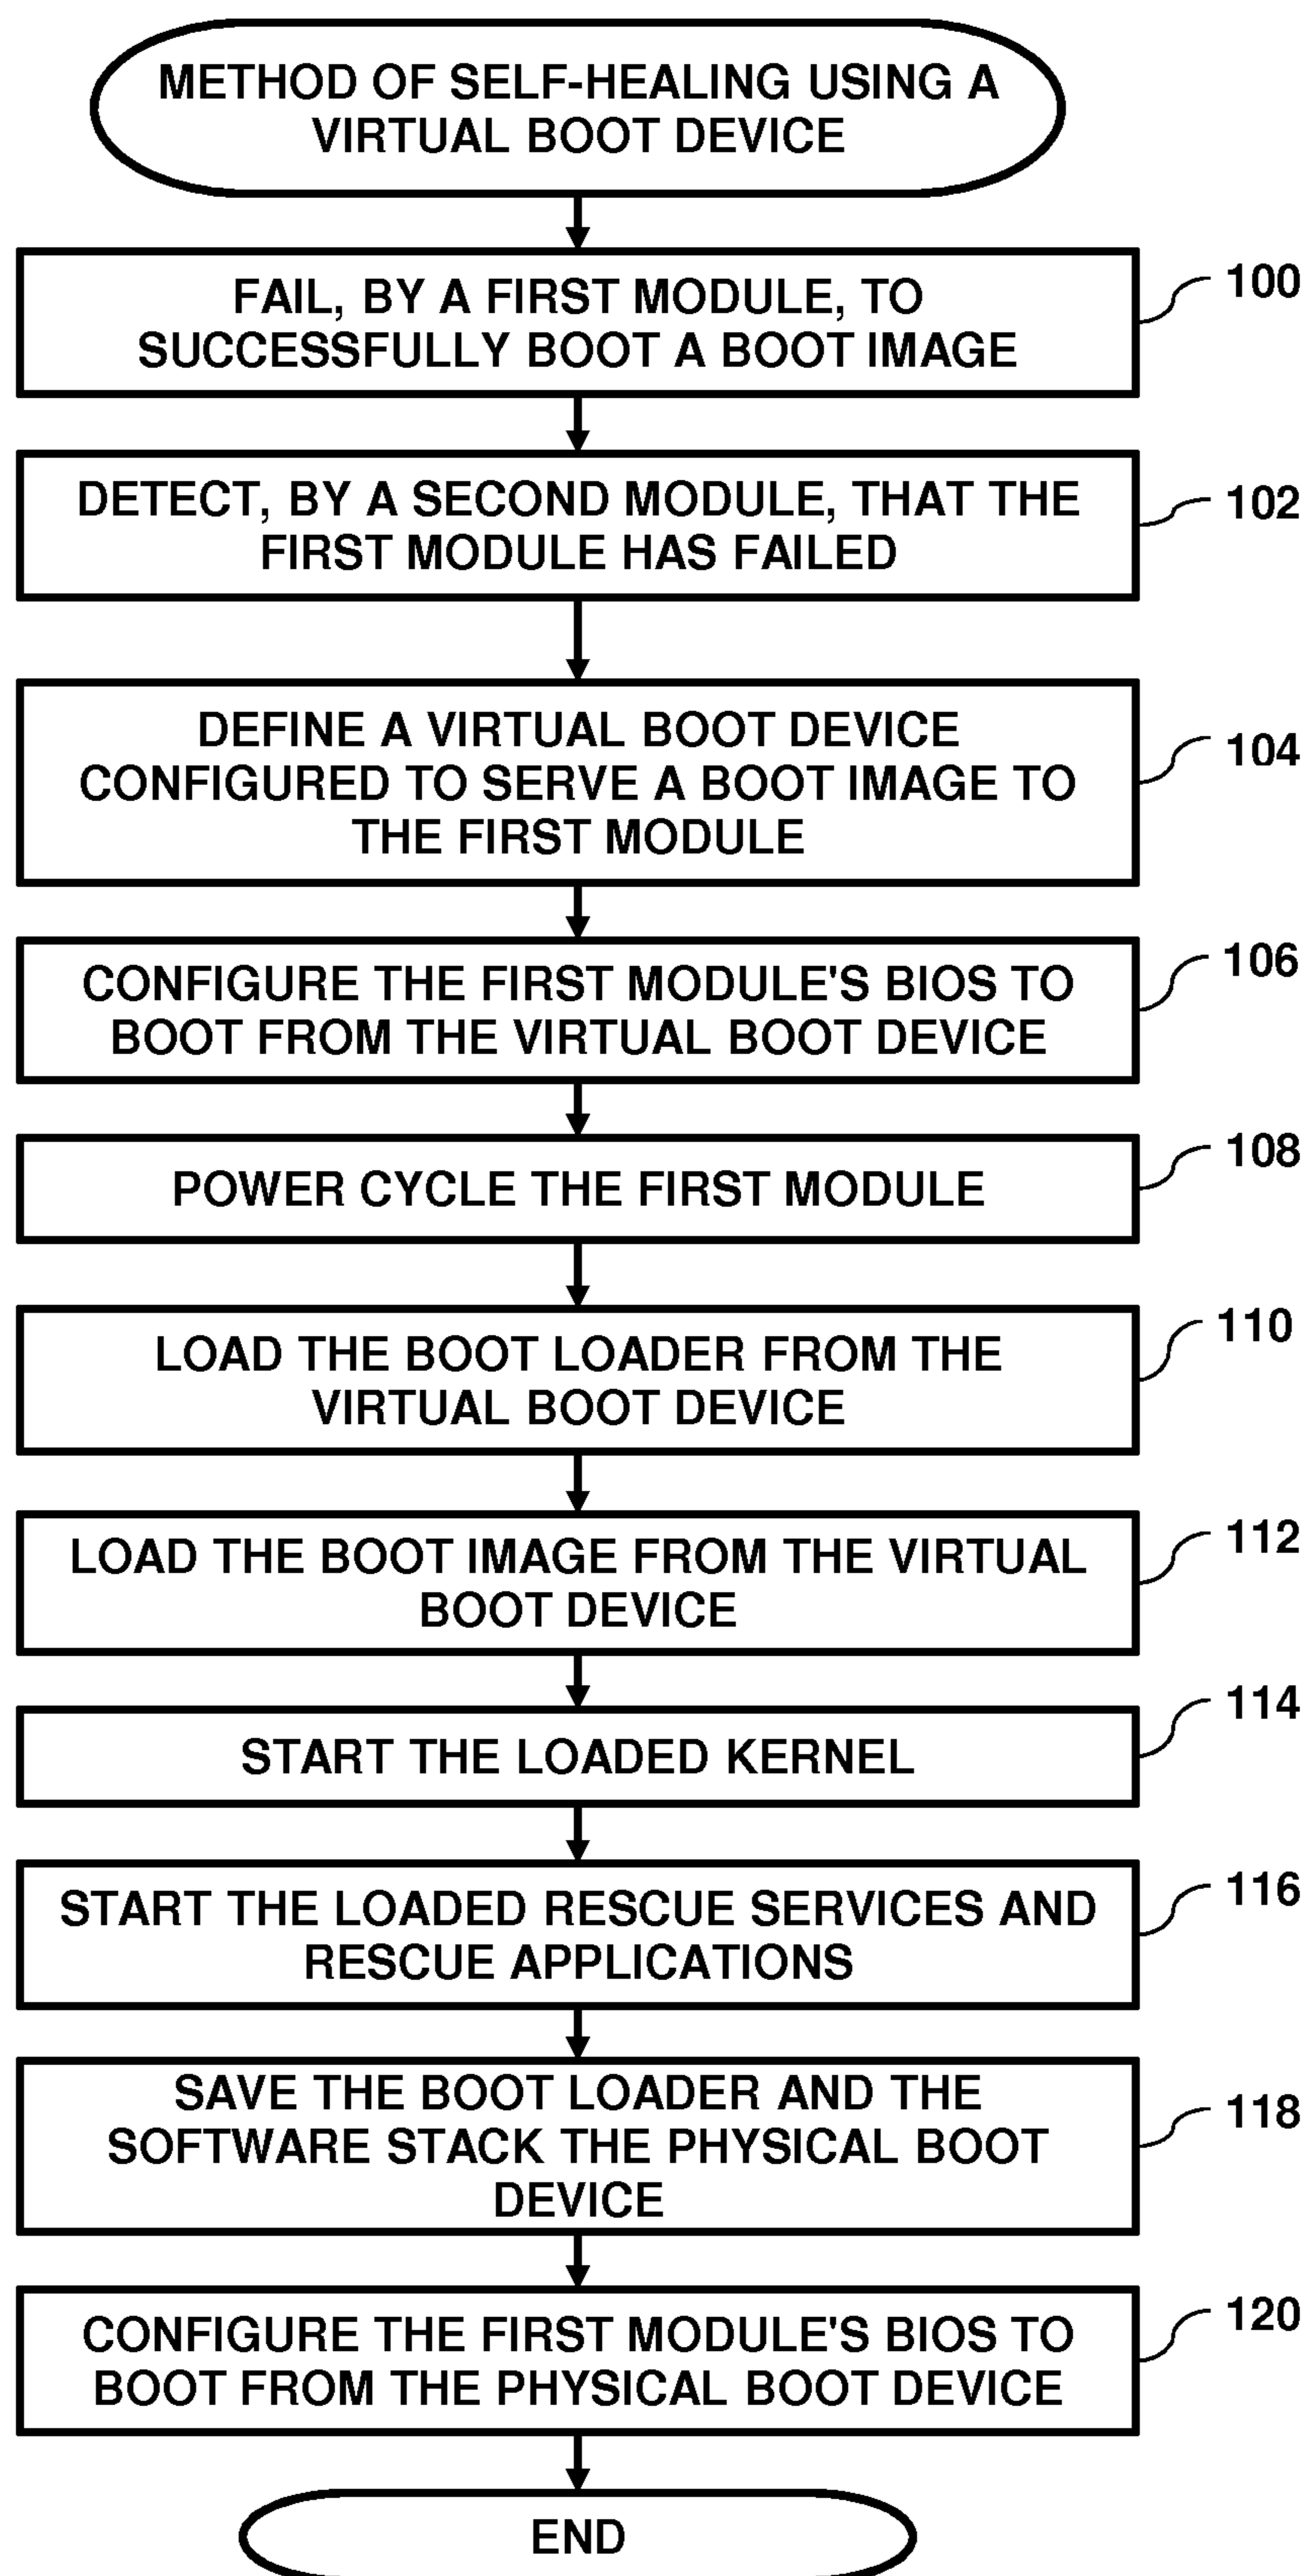 METHOD OF SELF-HEALING USING A
VIRTUAL BOOT DEVICE
FAIL, BY A FIRST MODULE, TO
SUCCESSFULLY BOOT A BOOT IMAGE
100
DETECT, BY A SECOND MODULE, THAT THE
FIRST MODULE HAS FAILED
102
DEFINE A VIRTUAL BOOT DEVICE
CONFIGURED TO SERVE A BOOT IMAGE TO
THE FIRST MODULE
104
CONFIGURE THE FIRST MODULE'S BIOS TO
BOOT FROM THE VIRTUAL BOOT DEVICE
106
POWER CYCLE THE FIRST MODULE
108
LOAD THE BOOT LOADER FROM THE
VIRTUAL BOOT DEVICE
110
LOAD THE BOOT IMAGE FROM THE VIRTUAL
BOOT DEVICE
112
START THE LOADED KERNEL
114
START THE LOADED RESCUE SERVICES AND
RESCUE APPLICATIONS
116
SAVE THE BOOT LOADER AND THE
SOFTWARE STACK THE PHYSICAL BOOT
DEVICE
118
CONFIGURE THE FIRST MODULE'S BIOS TO
BOOT FROM THE PHYSICAL BOOT DEVICE
120
END